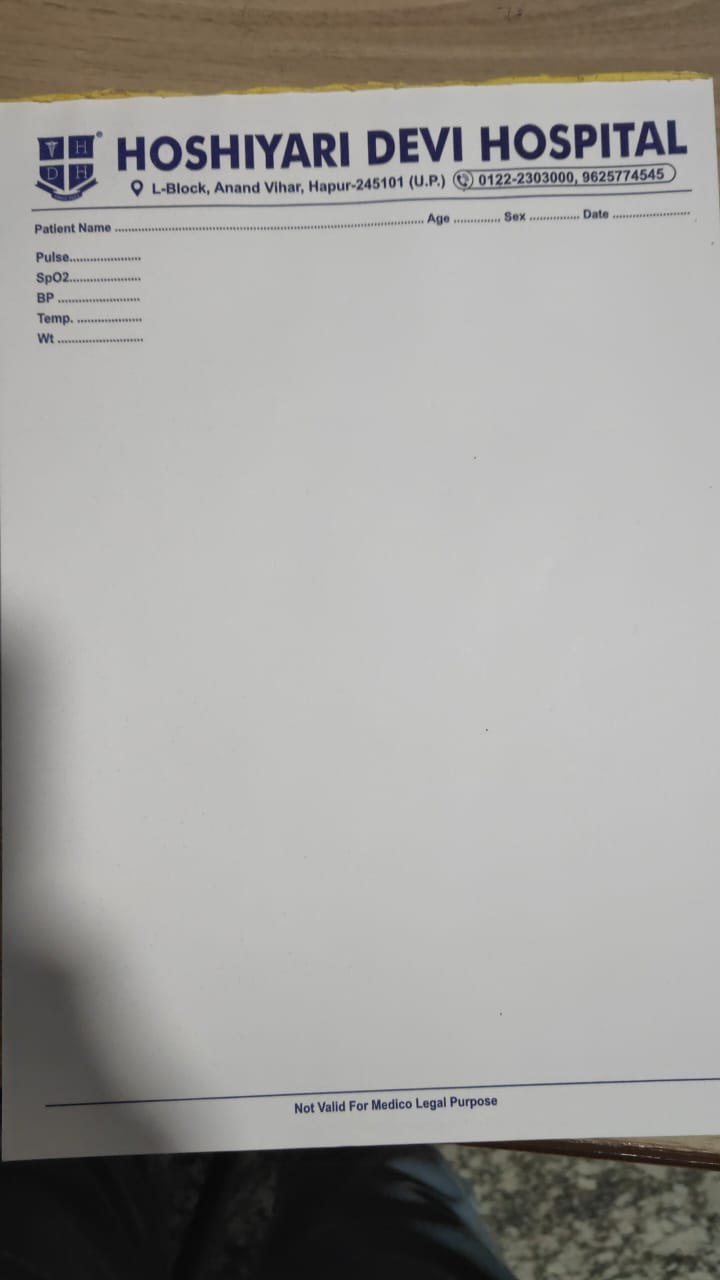 D H D H ®
HOSHIYARI DEVI HOSPITAL
L-Block, Anand Vihar, Hapur-245101 (U.P.) 0122-2303000, 9625774545
Patient Name ........................................................................................ Age ............. Sex .............. Date ......................
Pulse.....................
SpO2.....................
BP ........................
Temp. ...................
Wt .........................
Not Valid For Medico Legal Purpose